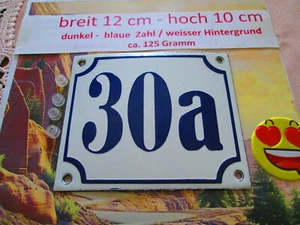 breit 12 cm - hoch 10 cm
dunkel - blaue Zahl / weisser Hintergrund
ca. 125 Gramm
30a